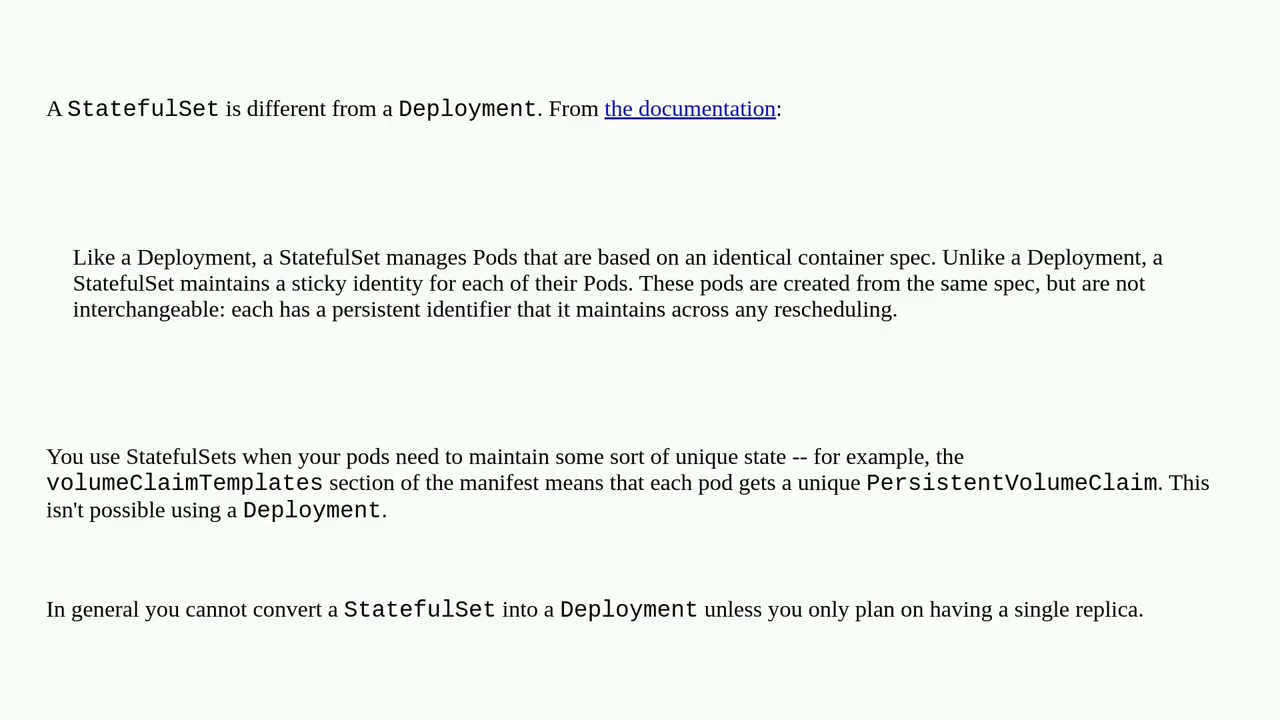 A StatefulSet is different from a Deployment. From the documentation:
Like a Deployment, a StatefulSet manages Pods that are based on an identical container spec. Unlike a Deployment, a
StatefulSet maintains a sticky identity for each of their Pods. These pods are created from the same spec, but are not
interchangeable: each has a persistent identifier that it maintains across any rescheduling.
You use StatefulSets when your pods need to maintain some sort of unique state -- for example, the
volumeClaimTemplates section of the manifest means that each pod gets a unique PersistentVolumeClaim. This
isn't possible using a Deployment.
In general you cannot convert a StatefulSet into a Deployment unless you only plan on having a single replica.